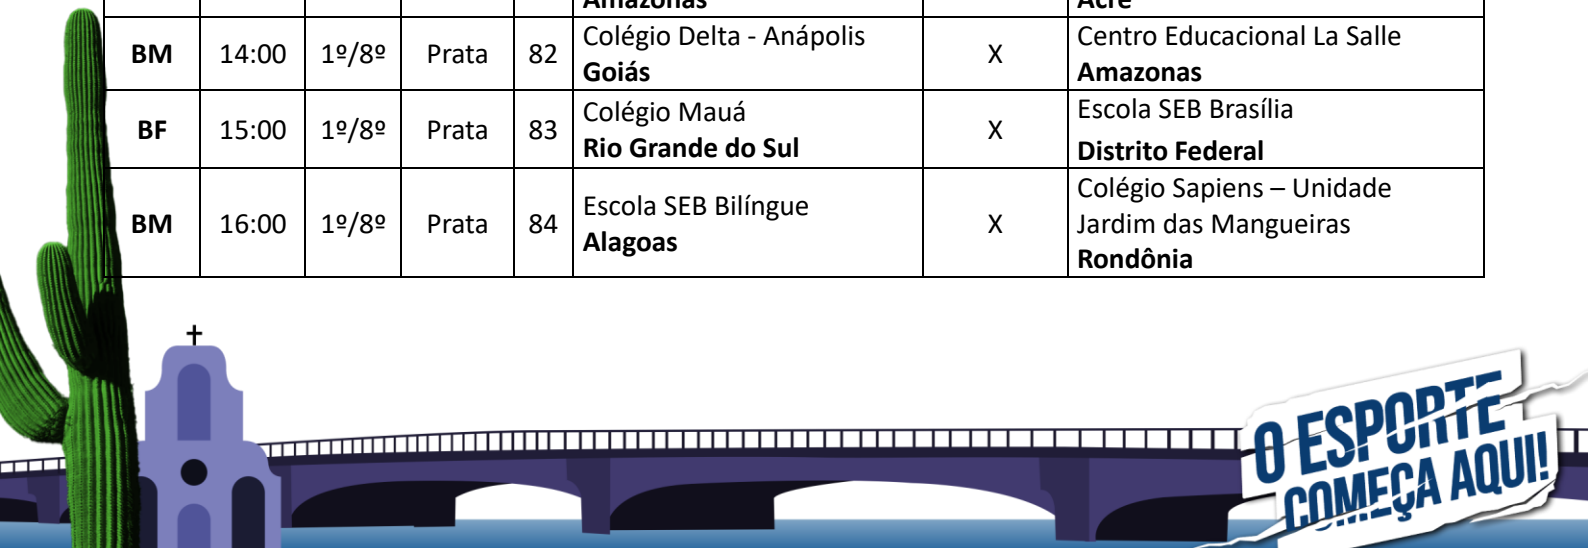 Amazonas Acre
BM 14:00 1º/8º Prata 82 Colégio Delta - Anápolis X Centro Educacional La Salle
Goiás Amazonas
BF 15:00 1º/8º Prata 83 Colégio Mauá X Escola SEB Brasília
Rio Grande do Sul Distrito Federal
BM 16:00 1º/8º Prata 84 Escola SEB Bilíngue X Colégio Sapiens – Unidade
Alagoas Jardim das Mangueiras
Rondônia
O ESPORTE
COMEÇA AQUI!